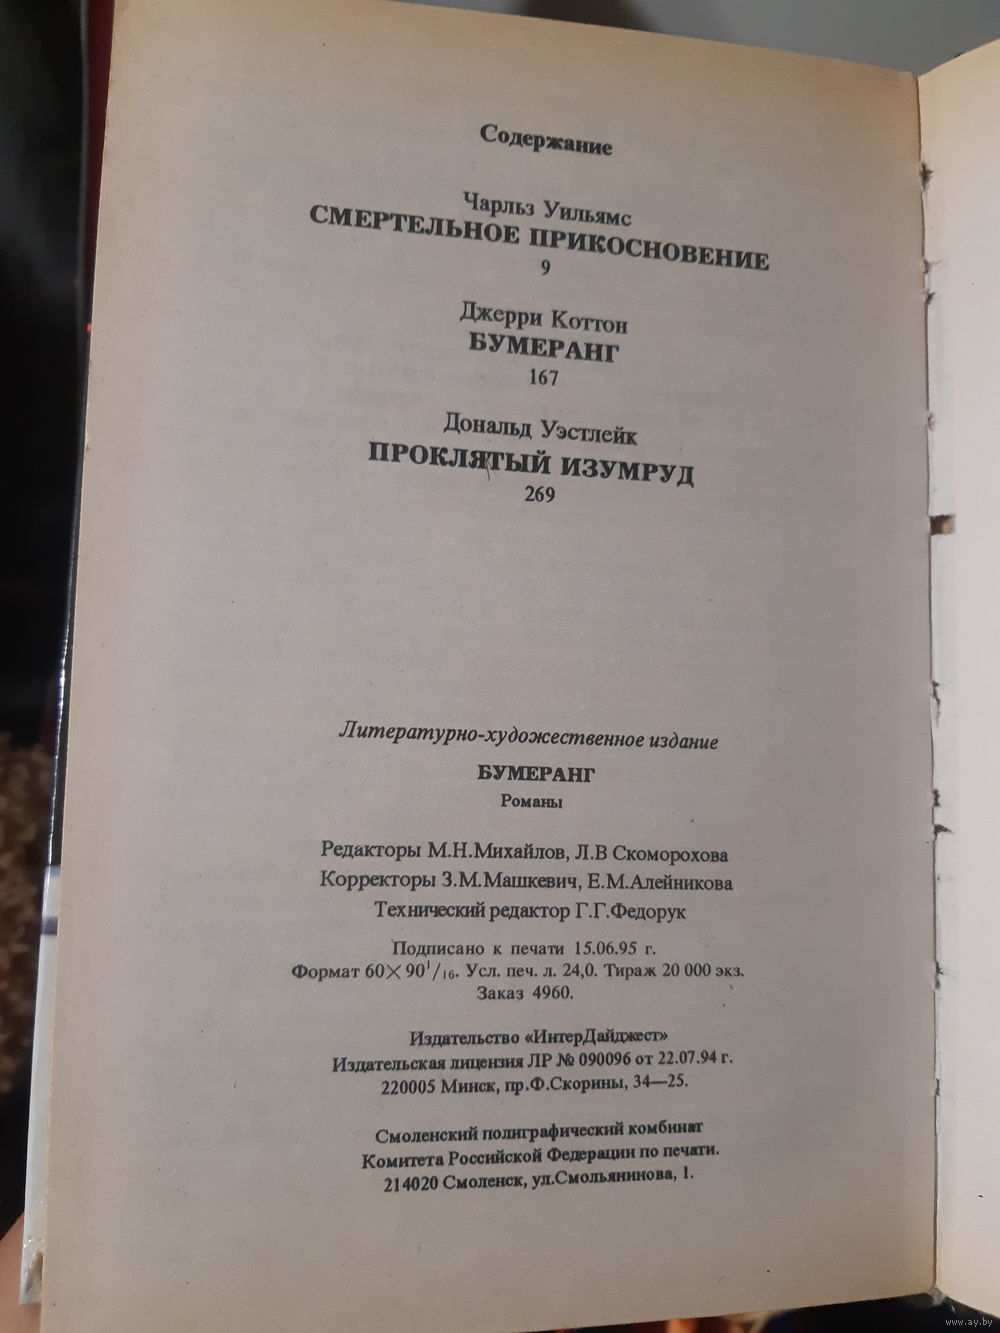 Содержание
Чарльз Уильямс
СМЕРТЕЛЬНОЕ ПРИКОСНОВЕНИЕ
9
Джерри Коттон
БУМЕРАНГ
167
Дональд Уэстлейк
ПРОКЛЯТЫЙ ИЗУМРУД
269
Литературно-художественное издание
БУМЕРАНГ
Романы
Редакторы М.Н.Михайлов, Л.В Скоморохова
Корректоры З.М.Машкевич, Е.М.Алейникова
Технический редактор Г.Г.Федорук
Подписано к печати 15.06.95 г.
Формат 60×90¹/₁₆. Усл. печ. л. 24,0. Тираж 20 000 экз.
Заказ 4960.
Издательство «ИнтерДайджест»
Издательская лицензия ЛР № 090096 от 22.07.94 г.
220005 Минск, пр.Ф.Скорины, 34—25.
Смоленский полиграфический комбинат
Комитета Российской Федерации по печати.
214020 Смоленск, ул.Смольянинова, 1.
www.ay.by